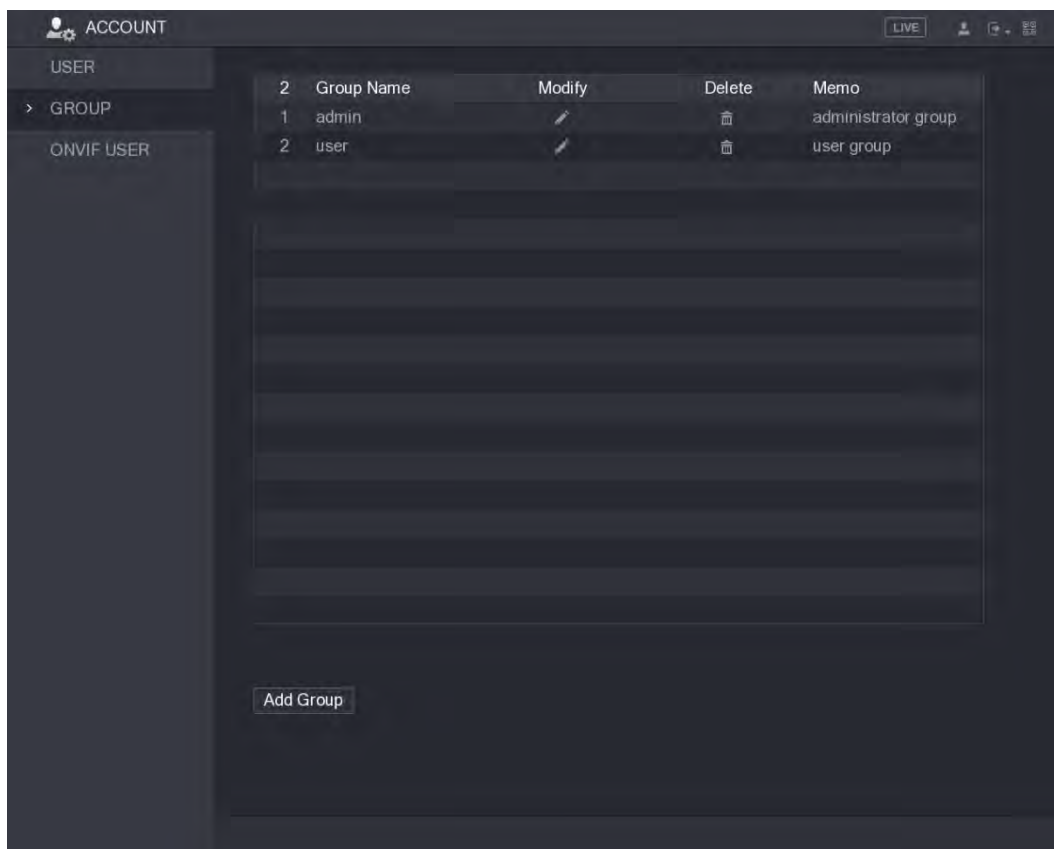 ACCOUNT LIVE
USER
GROUP
ONVIF USER
2 Group Name Modify Delete Memo
1 admin administrator group
2 user user group
Add Group